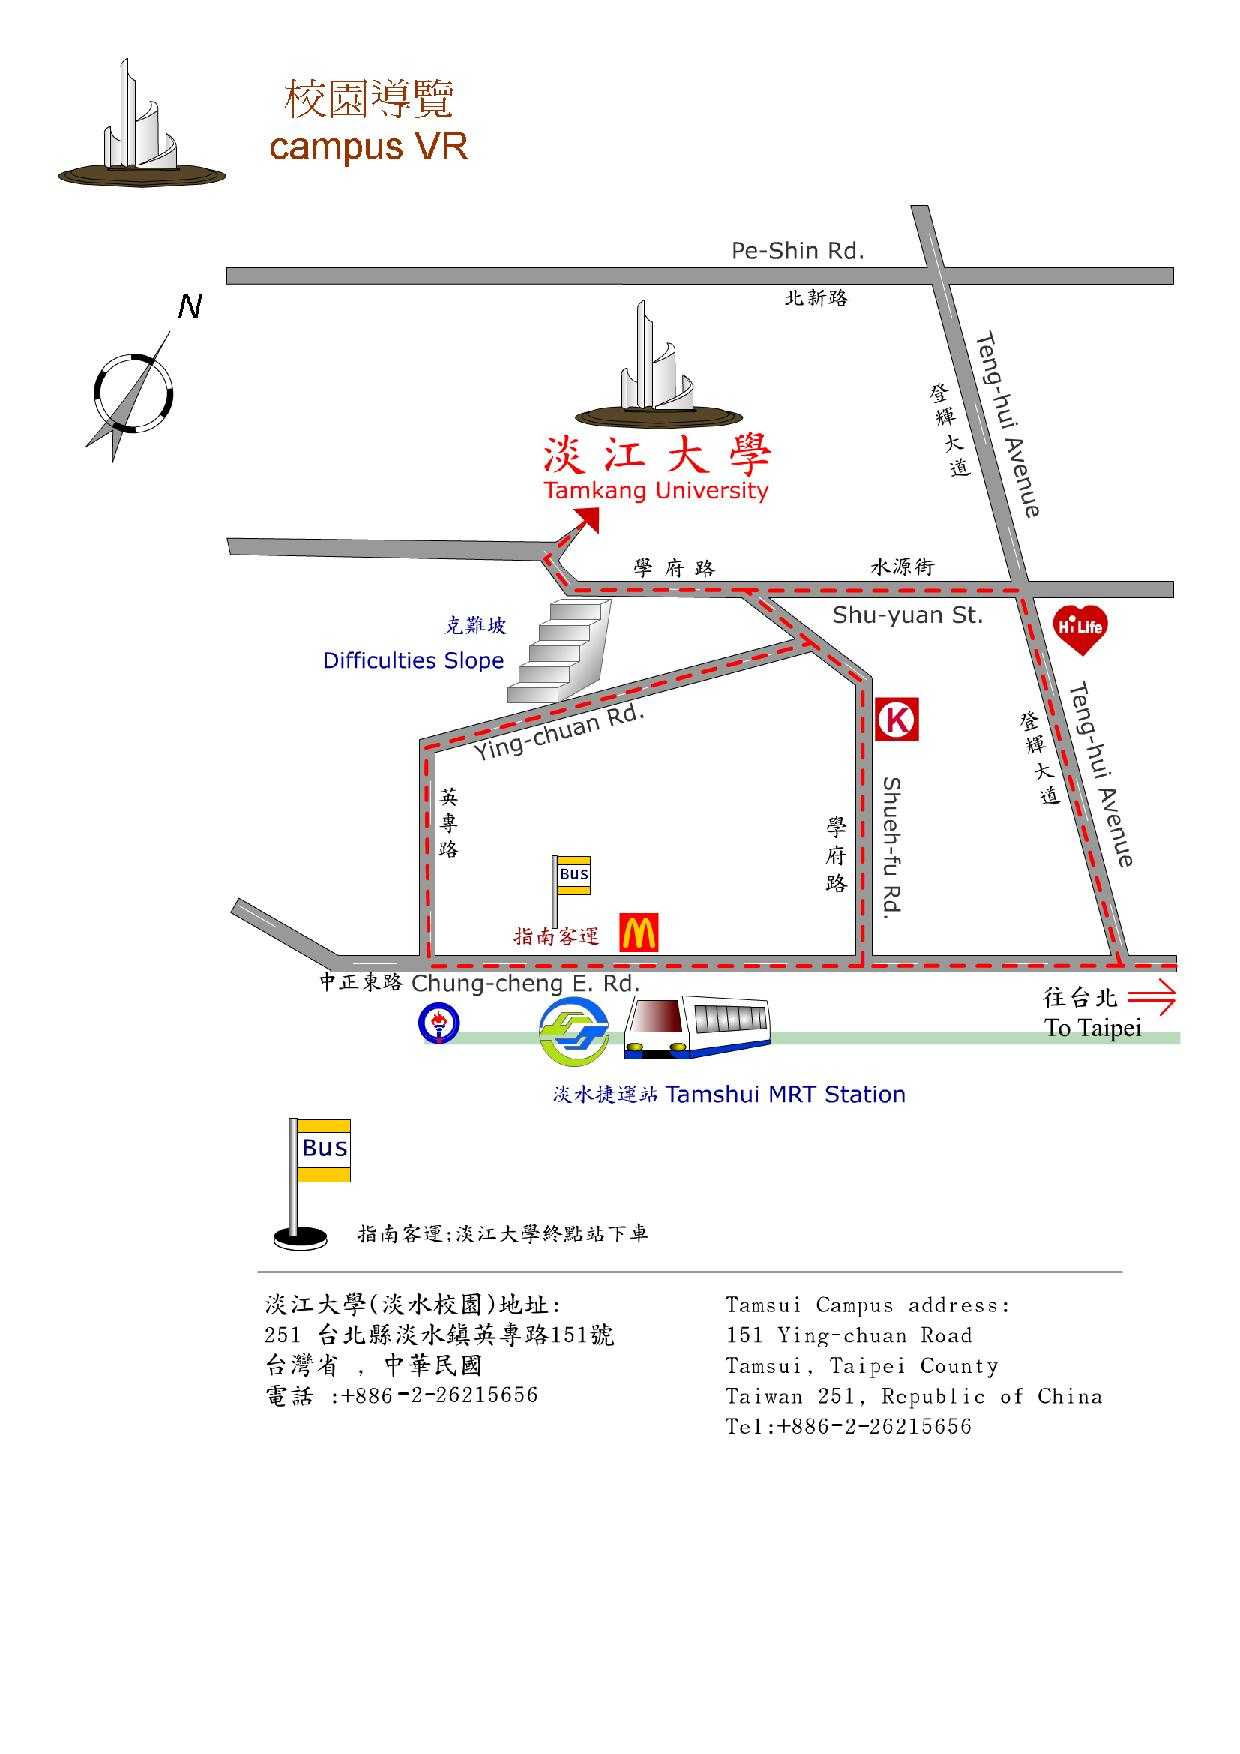 校園導覽
campus VR
Pe-Shin Rd.
北新路
N
Teng-hui Avenue
登輝大道
淡江大學
Tamkang University
學府路
水源街
Shu-yuan St.
Hi Life
克難坡
Difficulties Slope
Ying-chuan Rd.
K
Teng-hui Avenue
登輝大道
英專路
Shueh-fu Rd.
學府路
Bus
指南客運
M
中正東路 Chung-cheng E. Rd.
往台北
To Taipei
淡水捷運站 Tamshui MRT Station
Bus
指南客運;淡江大學終點站下車
淡江大學(淡水校園)地址:
251 台北縣淡水鎮英專路151號
台灣省 , 中華民國
電話 :+886-2-26215656
Tamsui Campus address:
151 Ying-chuan Road
Tamsui, Taipei County
Taiwan 251, Republic of China
Tel:+886-2-26215656